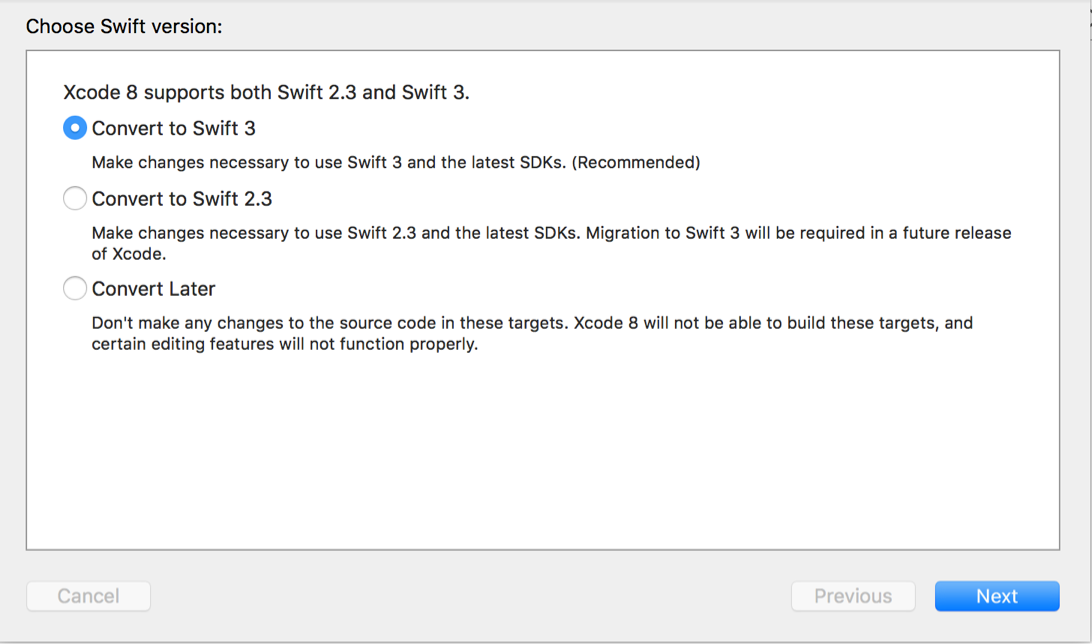 Choose Swift version:
Xcode 8 supports both Swift 2.3 and Swift 3.
Convert to Swift 3
Make changes necessary to use Swift 3 and the latest SDKs. (Recommended)
Convert to Swift 2.3
Make changes necessary to use Swift 2.3 and the latest SDKs. Migration to Swift 3 will be required in a future release
of Xcode.
Convert Later
Don't make any changes to the source code in these targets. Xcode 8 will not be able to build these targets, and
certain editing features will not function properly.
Cancel
Previous
Next